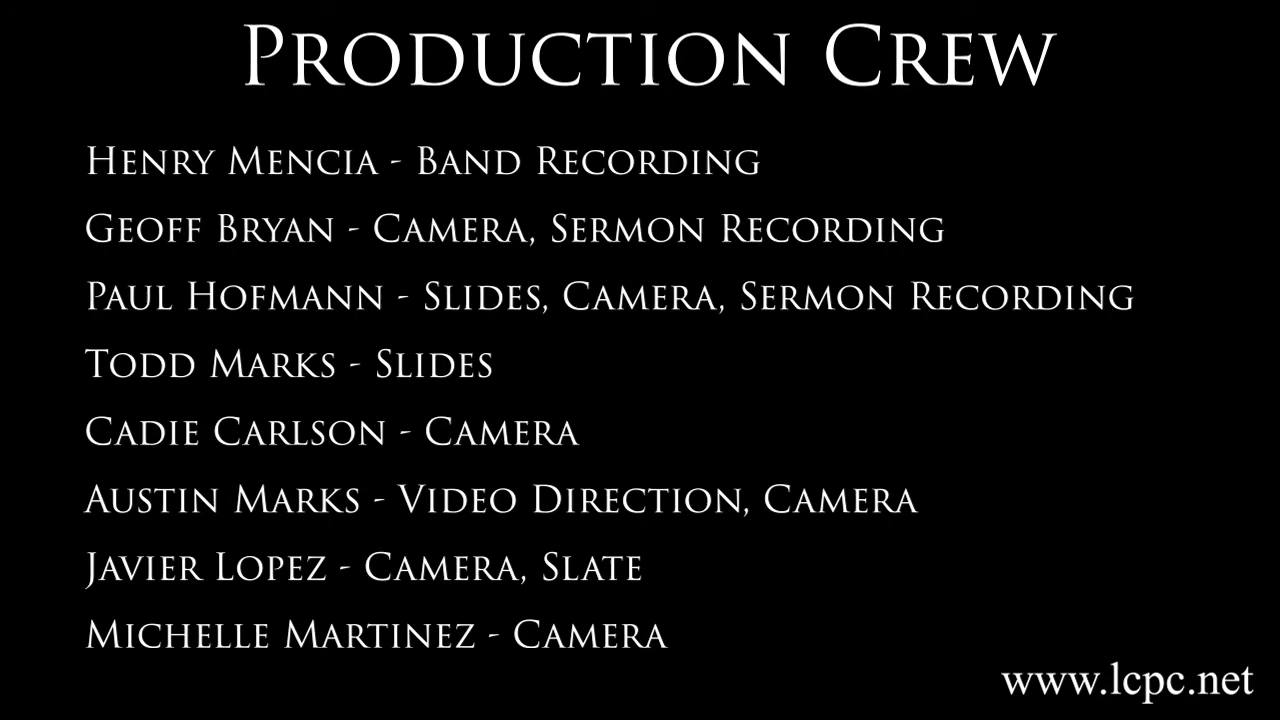 Production Crew
Henry Mencia - Band Recording
Geoff Bryan - Camera, Sermon Recording
Paul Hofmann - Slides, Camera, Sermon Recording
Todd Marks - Slides
Cadie Carlson - Camera
Austin Marks - Video Direction, Camera
Javier Lopez - Camera, Slate
Michelle Martinez - Camera
www.lcpc.net